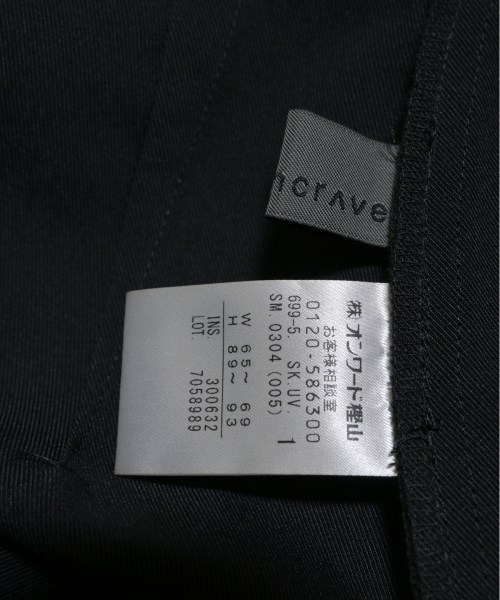 ncrave
㈱オンワード樫山
お客様相談室
0120-586300
699-5. SK.UV. 1
SM. 0304 (005)
W 65~ 69
H 89~ 93
INS. 300632
LOT. 7058989